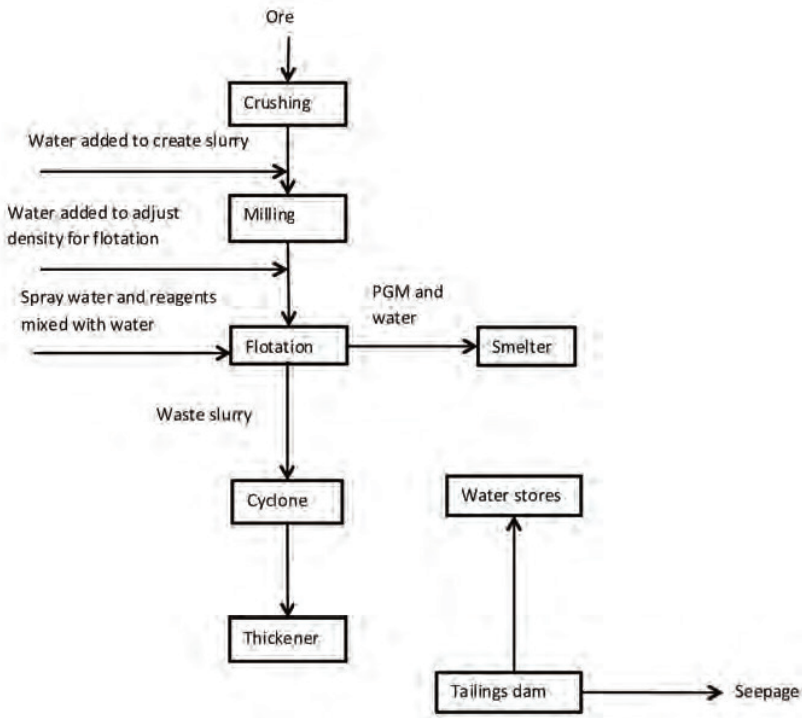 Ore
Crushing
Water added to create slurry
Water added to adjust
density for flotation
Milling
Spray water and reagents
mixed with water
PGM and
water
Flotation
Smelter
Waste slurry
Cyclone
Water stores
Thickener
Tailings dam
Seepage